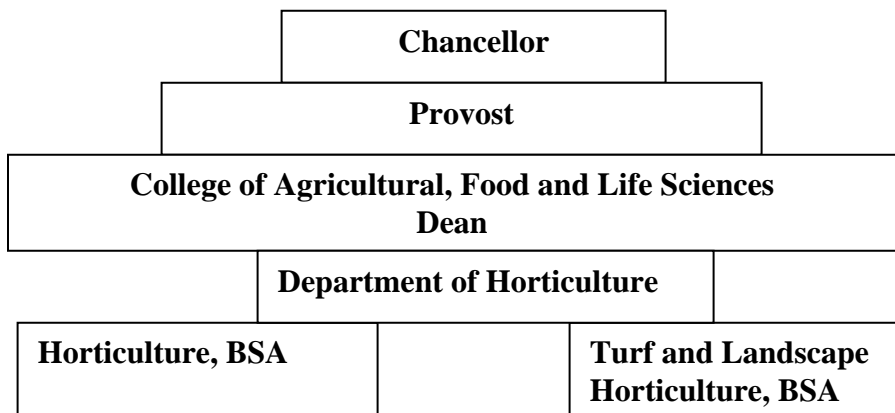 Chancellor
Provost
College of Agricultural, Food and Life Sciences
Dean
Department of Horticulture
Horticulture, BSA
Turf and Landscape
Horticulture, BSA